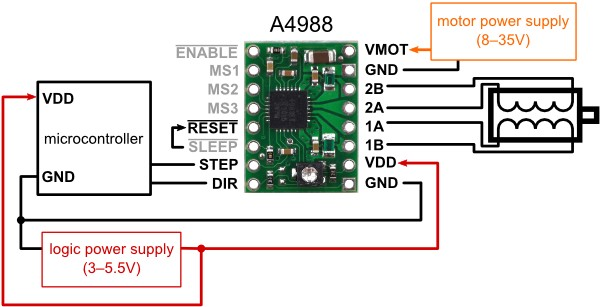 A4988
motor power supply
(8–35V)
ENABLE
MS1
MS2
MS3
RESET
SLEEP
STEP
DIR
VMOT
GND
2B
2A
1A
1B
VDD
GND
VDD
microcontroller
GND
logic power supply
(3–5.5V)